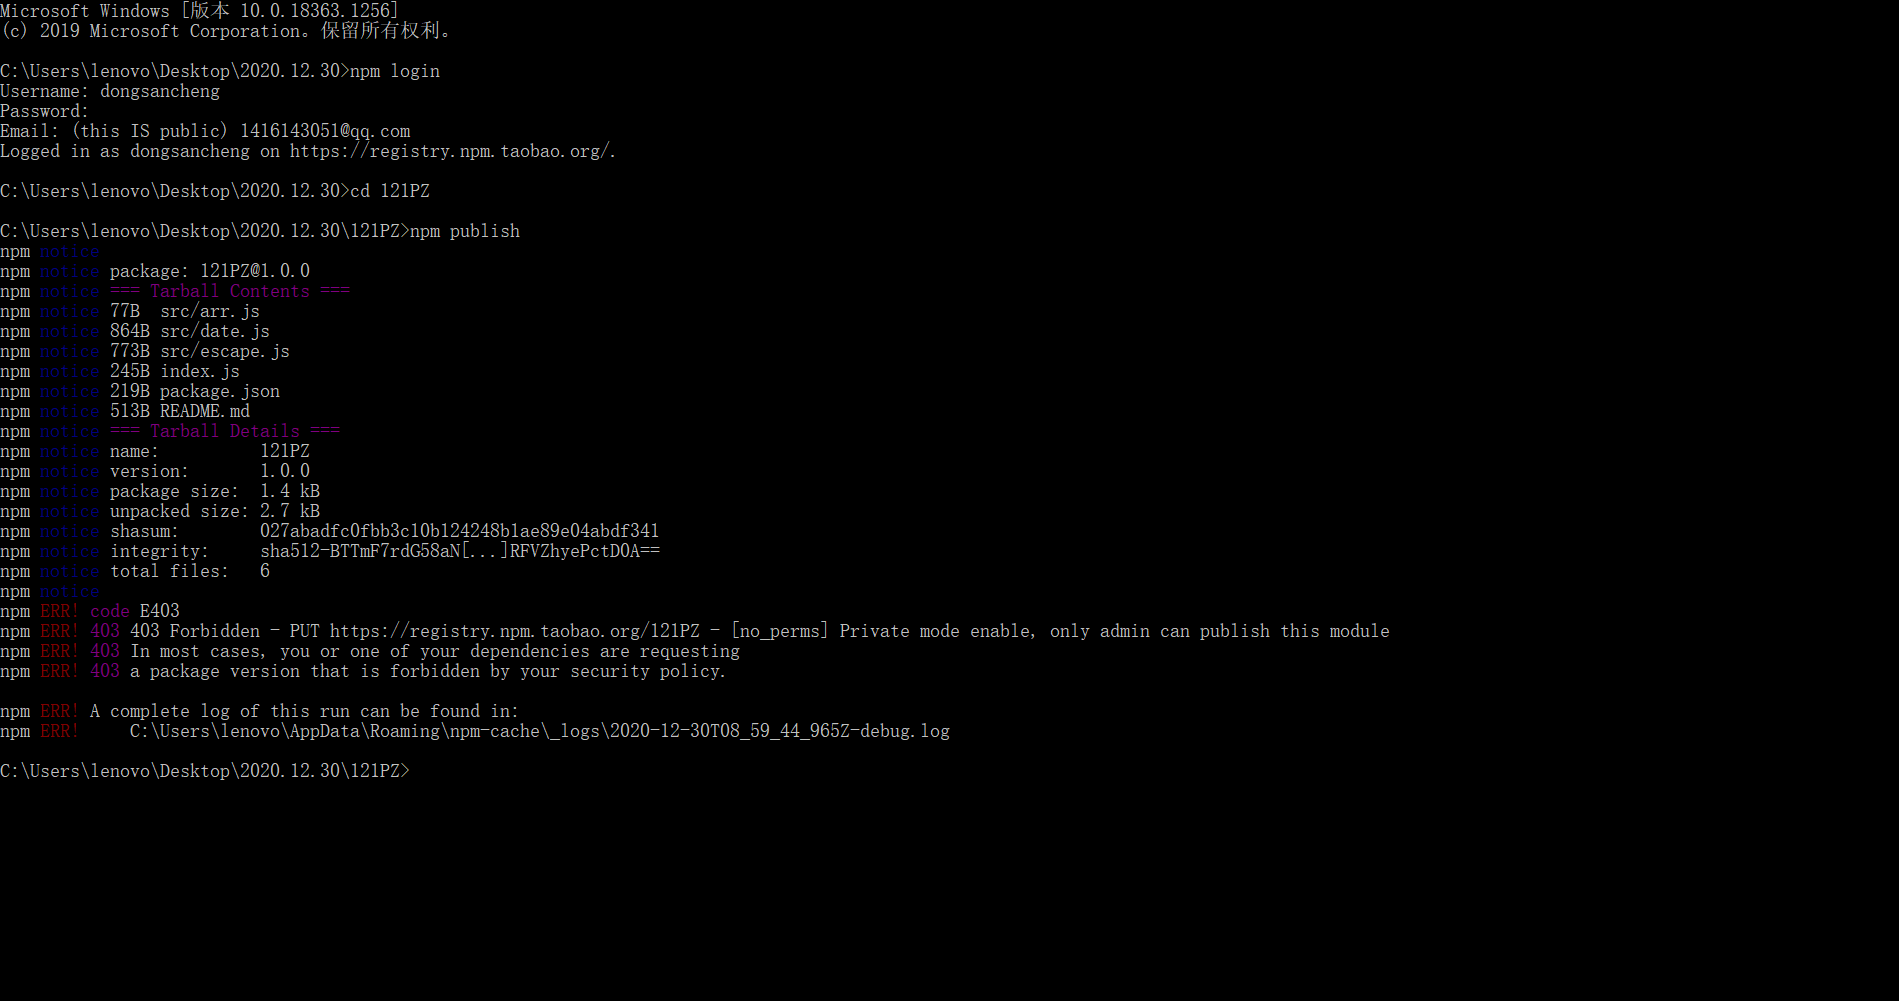 Microsoft Windows [版本 10.0.18363.1256]
(c) 2019 Microsoft Corporation。保留所有权利。
C:\Users\lenovo\Desktop\2020.12.30>npm login
Username: dongsancheng
Password:
Email: (this IS public) 1416143051@qq.com
Logged in as dongsancheng on https://registry.npm.taobao.org/.
C:\Users\lenovo\Desktop\2020.12.30>cd 121PZ
C:\Users\lenovo\Desktop\2020.12.30\121PZ>npm publish
npm notice
npm notice package: 121PZ@1.0.0
npm notice === Tarball Contents ===
npm notice 77B  src/arr.js
npm notice 864B src/date.js
npm notice 773B src/escape.js
npm notice 245B index.js
npm notice 219B package.json
npm notice 513B README.md
npm notice === Tarball Details ===
npm notice name:          121PZ
npm notice version:       1.0.0
npm notice package size:  1.4 kB
npm notice unpacked size: 2.7 kB
npm notice shasum:        027abadfc0fbb3c10b124248b1ae89e04abdf341
npm notice integrity:     sha512-BTTmF7rdG58aN[...]RFVZhyePctD0A==
npm notice total files:   6
npm notice
npm ERR! code E403
npm ERR! 403 403 Forbidden - PUT https://registry.npm.taobao.org/121PZ - [no_perms] Private mode enable, only admin can publish this module
npm ERR! 403 In most cases, you or one of your dependencies are requesting
npm ERR! 403 a package version that is forbidden by your security policy.
npm ERR! A complete log of this run can be found in:
npm ERR!     C:\Users\lenovo\AppData\Roaming\npm-cache\_logs\2020-12-30T08_59_44_965Z-debug.log
C:\Users\lenovo\Desktop\2020.12.30\121PZ>